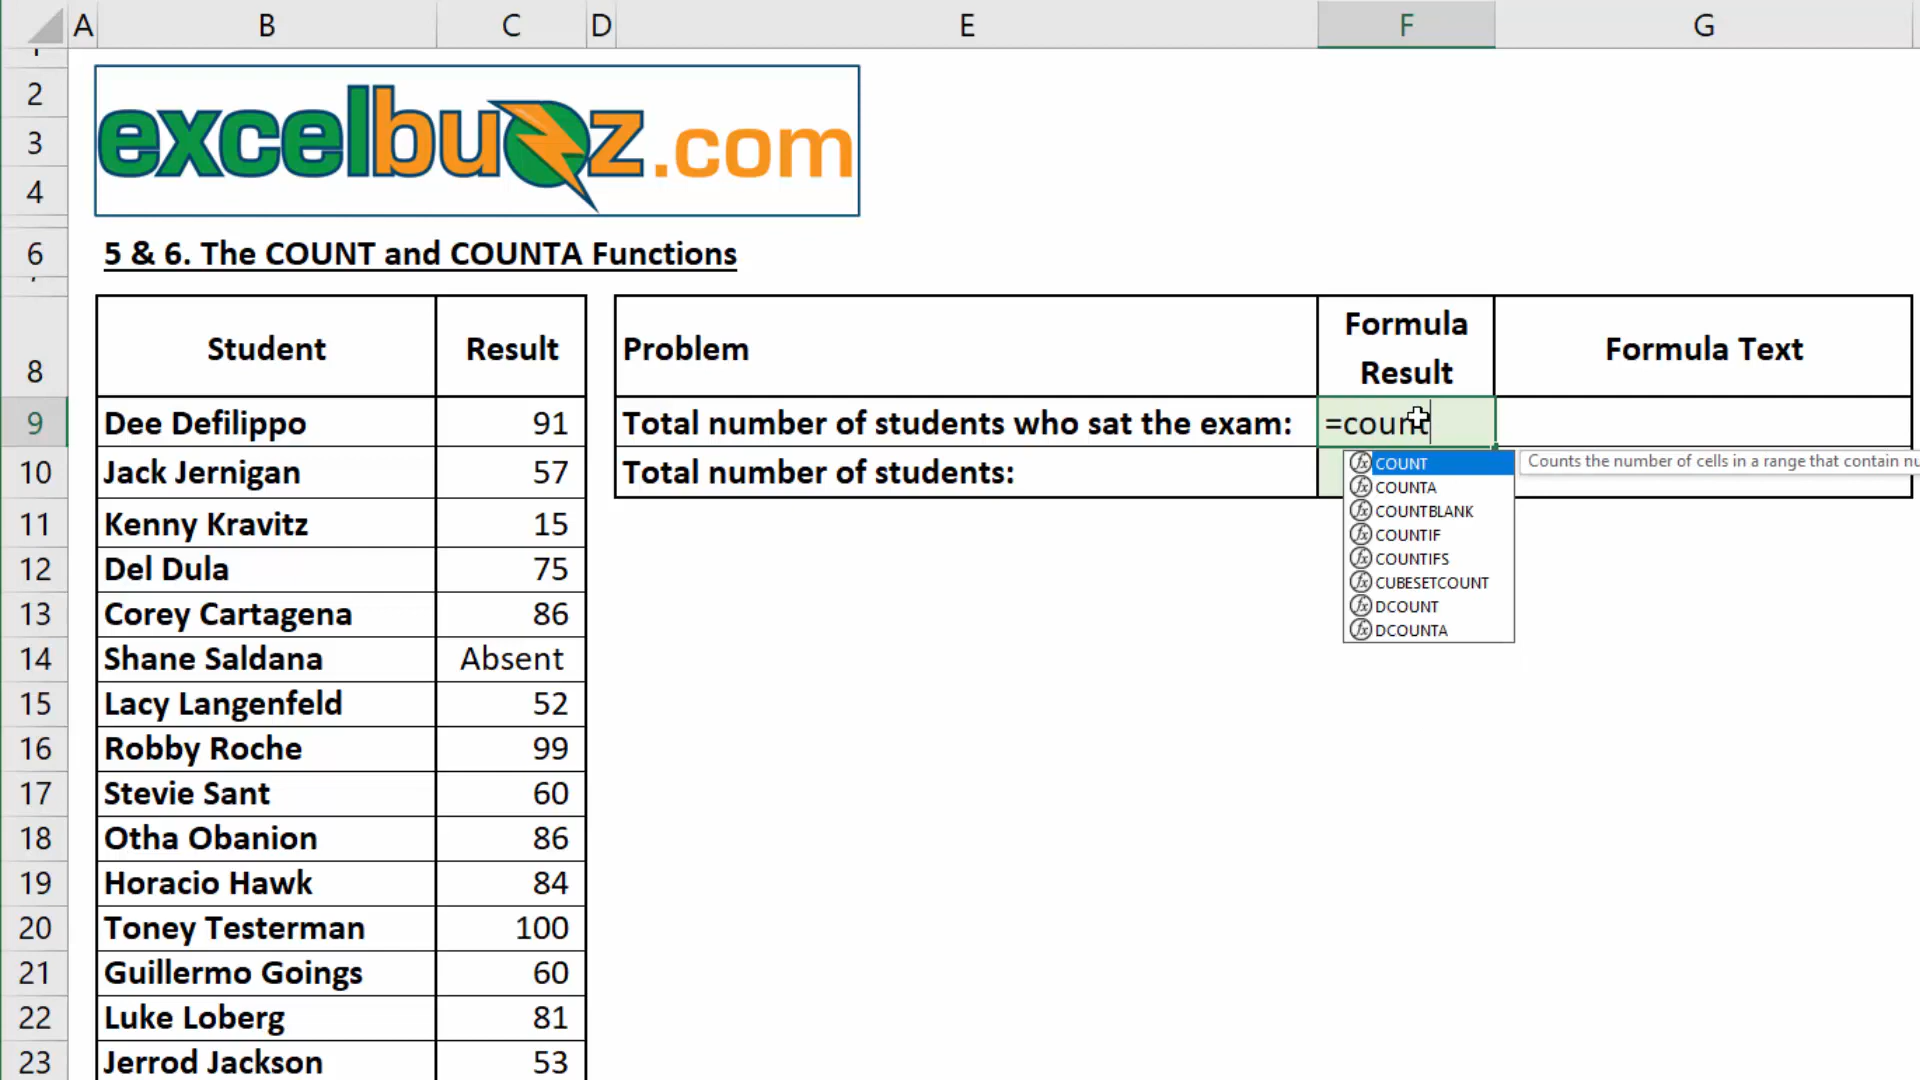 A B C D E F G
2
3
4
excelbuzz.com
6 5 & 6. The COUNT and COUNTA Functions
8 Student Result Problem Formula Result Formula Text
9 Dee Defilippo 91 Total number of students who sat the exam: =count
10 Jack Jernigan 57 Total number of students:
COUNT Counts the number of cells in a range that contain nu
COUNTA
COUNTBLANK
COUNTIF
COUNTIFS
CUBESETCOUNT
DCOUNT
DCOUNTA
11 Kenny Kravitz 15
12 Del Dula 75
13 Corey Cartagena 86
14 Shane Saldana Absent
15 Lacy Langenfeld 52
16 Robby Roche 99
17 Stevie Sant 60
18 Otha Obanion 86
19 Horacio Hawk 84
20 Toney Testerman 100
21 Guillermo Goings 60
22 Luke Loberg 81
23 Jerrod Jackson 53